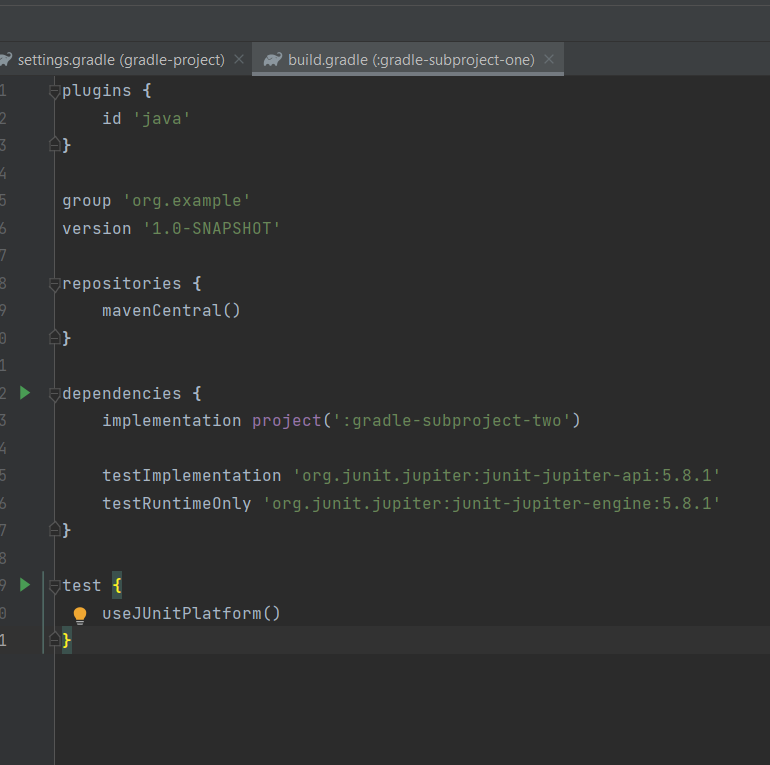 settings.gradle (gradle-project)
build.gradle (:gradle-subproject-one)
1 plugins {
2 id 'java'
3 }
4
5 group 'org.example'
6 version '1.0-SNAPSHOT'
7
8 repositories {
9 mavenCentral()
0 }
1
2 dependencies {
3 implementation project(':gradle-subproject-two')
4
5 testImplementation 'org.junit.jupiter:junit-jupiter-api:5.8.1'
6 testRuntimeOnly 'org.junit.jupiter:junit-jupiter-engine:5.8.1'
7 }
8
9 test {
0 useJUnitPlatform()
1 }